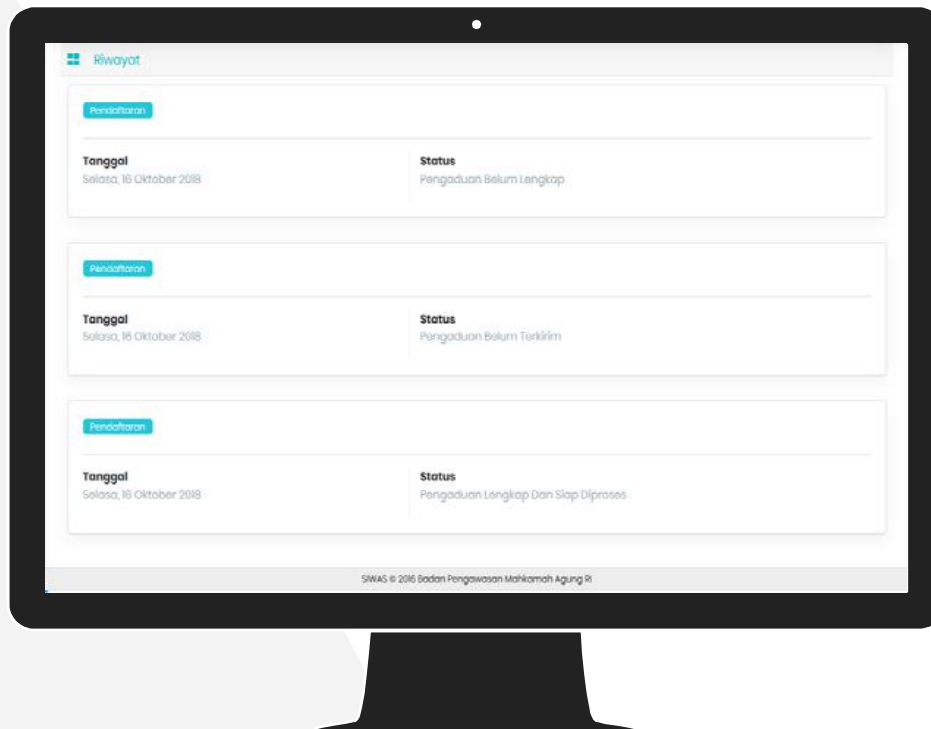 Riwayat
Pendaftaran
Tanggal
Status
Selasa, 16 Oktober 2018
Pengaduan Belum Lengkap
Pendaftaran
Tanggal
Status
Selasa, 16 Oktober 2018
Pengaduan Belum Terkirim
Pendaftaran
Tanggal
Status
Selasa, 16 Oktober 2018
Pengaduan Lengkap Dan Siap Diproses
SIWAS © 2016 Badan Pengawasan Mahkamah Agung RI